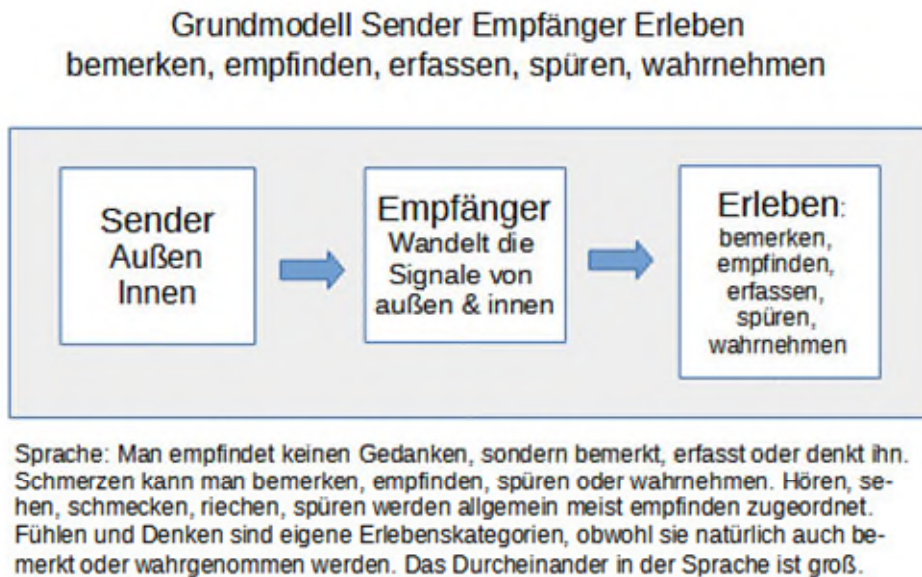 Grundmodell Sender Empfänger Erleben
bemerken, empfinden, erfassen, spüren, wahrnehmen
Sender
Außen
Innen
Empfänger
Wandelt die
Signale von
außen & innen
Erleben:
bemerken,
empfinden,
erfassen,
spüren,
wahrnehmen
Sprache: Man empfindet keinen Gedanken, sondern bemerkt, erfasst oder denkt ihn.
Schmerzen kann man bemerken, empfinden, spüren oder wahrnehmen. Hören, se-
hen, schmecken, riechen, spüren werden allgemein meist empfinden zugeordnet.
Fühlen und Denken sind eigene Erlebenskategorien, obwohl sie natürlich auch be-
merkt oder wahrgenommen werden. Das Durcheinander in der Sprache ist groß.